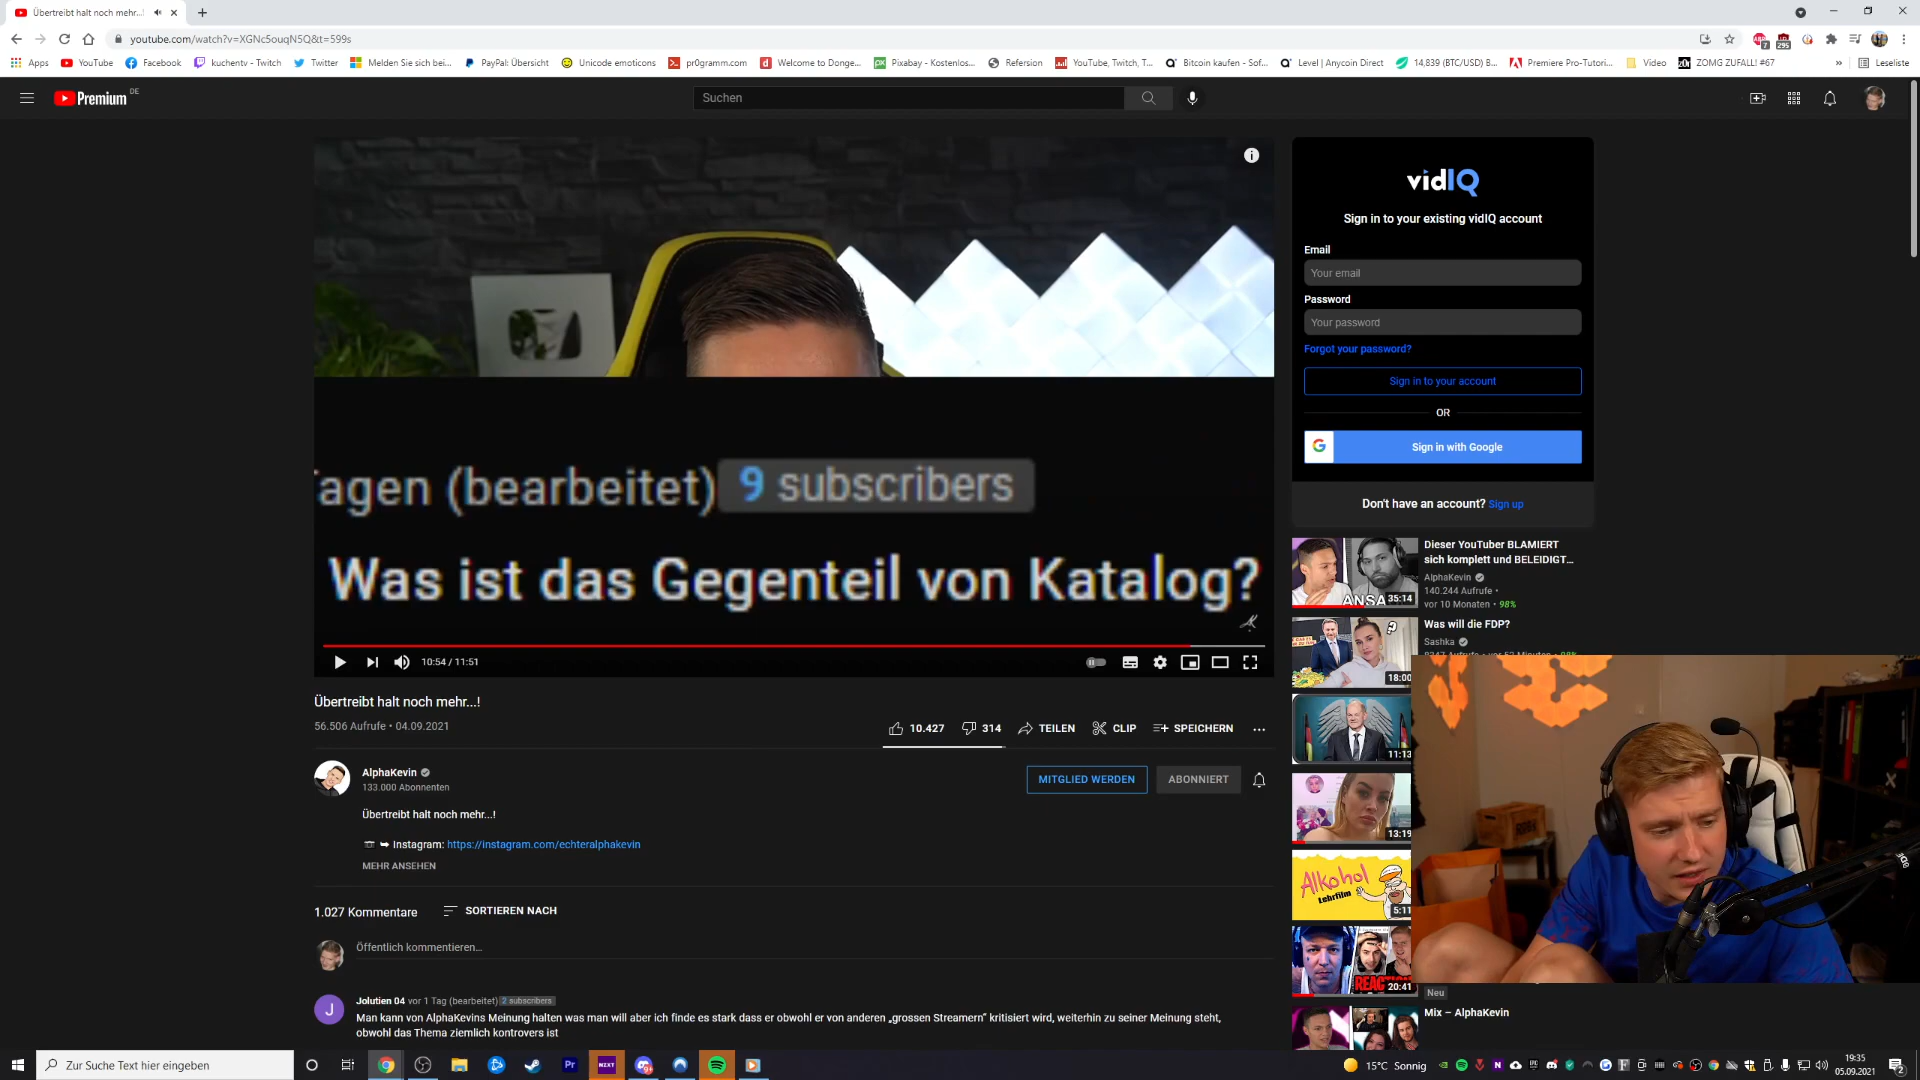 Übertreibt halt noch mehr...!
youtube.com/watch?v=XGNc5ouqN5Q&t=599s
Apps
YouTube
Facebook
kuchentv - Twitch
Twitter
Melden Sie sich bei...
PayPal: Übersicht
Unicode emoticons
pr0gramm.com
Welcome to Donge...
Pixabay - Kostenlos...
Refersion
YouTube, Twitch, T...
Bitcoin kaufen - Sof...
Level | Anycoin Direct
14,839 (BTC/USD) B...
Premiere Pro-Tutori...
Video
ZOMG ZUFALL! #67
»
Leseliste
Premium DE
Suchen
agen (bearbeitet) 9 subscribers
Was ist das Gegenteil von Katalog?
10:54 / 11:51
Übertreibt halt noch mehr...!
56.506 Aufrufe • 04.09.2021
10.427
314
TEILEN
CLIP
SPEICHERN
AlphaKevin
133.000 Abonnenten
MITGLIED WERDEN
ABONNIERT
Übertreibt halt noch mehr...!
Instagram: https://instagram.com/echteralphakevin
MEHR ANSEHEN
1.027 Kommentare
SORTIEREN NACH
Öffentlich kommentieren...
J
Jolutien 04 vor 1 Tag (bearbeitet) 2 subscribers
Man kann von AlphaKevins Meinung halten was man will aber ich finde es stark dass er obwohl er von anderen „grossen Streamern“ kritisiert wird, weiterhin zu seiner Meinung steht,
obwohl das Thema ziemlich kontrovers ist
vidIQ
Sign in to your existing vidIQ account
Email
Your email
Password
Your password
Forgot your password?
Sign in to your account
OR
Sign in with Google
Don't have an account? Sign up
ANSA
35:14
Dieser YouTuber BLAMIERT
sich komplett und BELEIDIGT...
AlphaKevin
140.244 Aufrufe •
vor 10 Monaten • 98%
18:00
Was will die FDP?
Sashka
11:13
13:19
Alkohol
Lehrfilm
5:11
REACTION
20:41
Neu
Mix – AlphaKevin
Zur Suche Text hier eingeben
Pr
NEXT
15°C Sonnig
19:35
05.09.2021